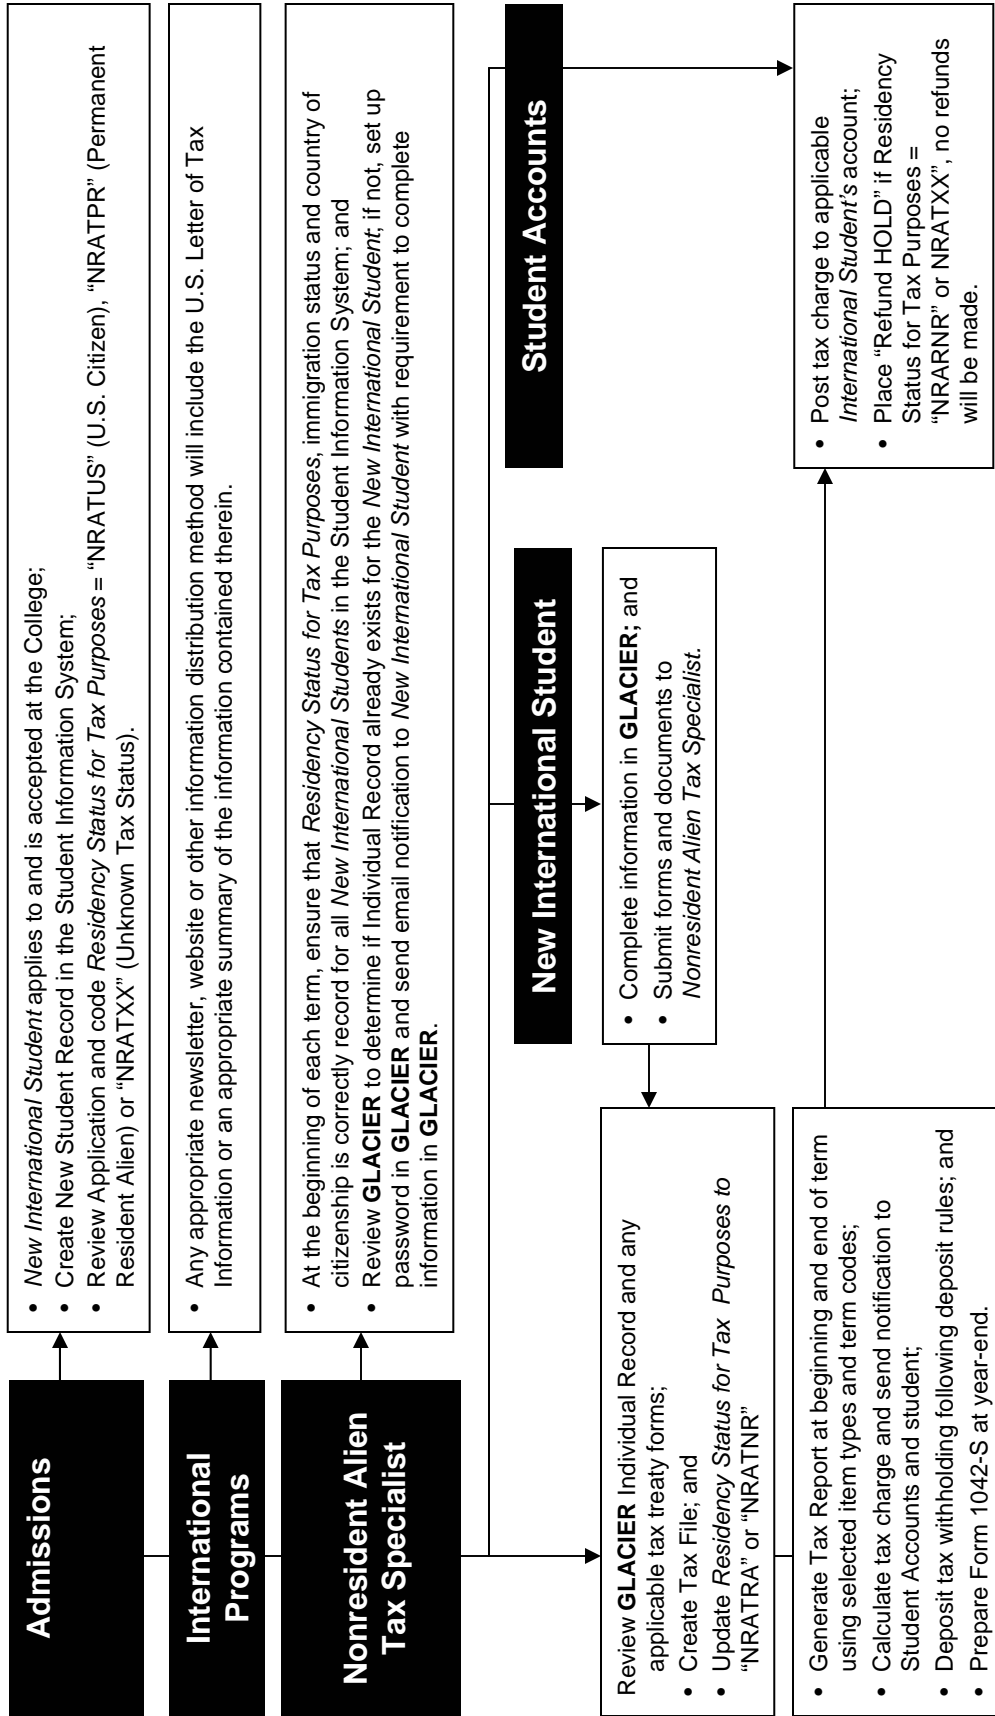 Admissions
• New International Student applies to and is accepted at the College;
• Create New Student Record in the Student Information System;
• Review Application and code Residency Status for Tax Purposes = “NRATUS” (U.S. Citizen), “NRATPR” (Permanent
Resident Alien) or “NRATXX” (Unknown Tax Status).
International
Programs
• Any appropriate newsletter, website or other information distribution method will include the U.S. Letter of Tax
Information or an appropriate summary of the information contained therein.
Nonresident Alien
Tax Specialist
• At the beginning of each term, ensure that Residency Status for Tax Purposes, immigration status and country of
citizenship is correctly record for all New International Students in the Student Information System; and
• Review GLACIER to determine if Individual Record already exists for the New International Student; if not, set up
password in GLACIER and send email notification to New International Student with requirement to complete
information in GLACIER.
New International Student
Student Accounts
Review GLACIER Individual Record and any
applicable tax treaty forms;
• Create Tax File; and
• Update Residency Status for Tax Purposes to
“NRATRA” or “NRATNR”
• Complete information in GLACIER; and
• Submit forms and documents to
Nonresident Alien Tax Specialist.
• Generate Tax Report at beginning and end of term
using selected item types and term codes;
• Calculate tax charge and send notification to
Student Accounts and student;
• Deposit tax withholding following deposit rules; and
• Prepare Form 1042-S at year-end.
• Post tax charge to applicable
International Student’s account;
• Place “Refund HOLD” if Residency
Status for Tax Purposes =
“NRARNR” or NRATXX”, no refunds
will be made.